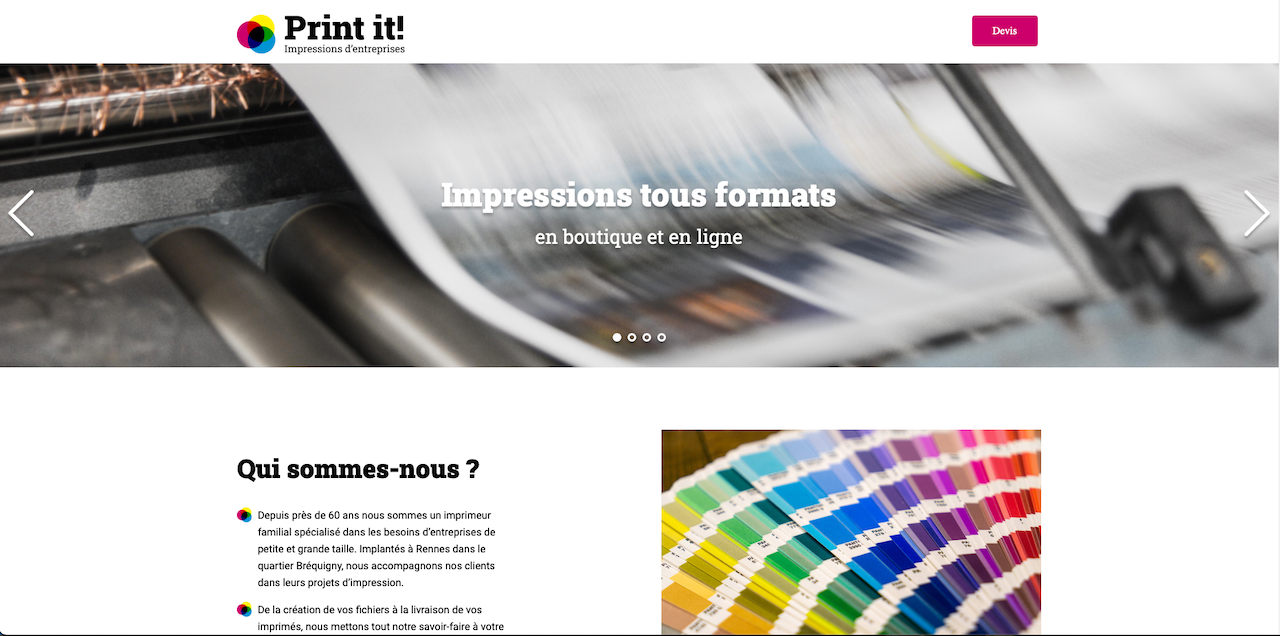 Print it!
Impressions d'entreprises
Devis
Impressions tous formats
en boutique et en ligne
Qui sommes-nous ?
Depuis près de 60 ans nous sommes un imprimeur
familial spécialisé dans les besoins d'entreprises de
petite et grande taille. Implantés à Rennes dans le
quartier Bréquigny, nous accompagnons nos clients
dans leurs projets d'impression.
De la création de vos fichiers à la livraison de vos
imprimés, nous mettons tout notre savoir-faire à votre